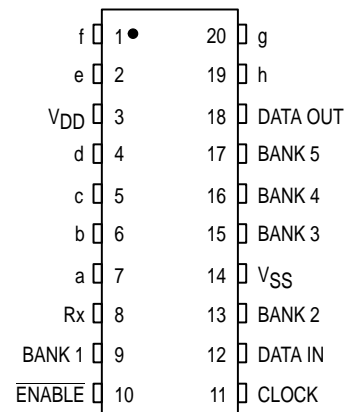 f 1 20 g
e 2 19 h
VDD 3 18 DATA OUT
d 4 17 BANK 5
c 5 16 BANK 4
b 6 15 BANK 3
a 7 14 VSS
Rx 8 13 BANK 2
BANK 1 9 12 DATA IN
ENABLE 10 11 CLOCK